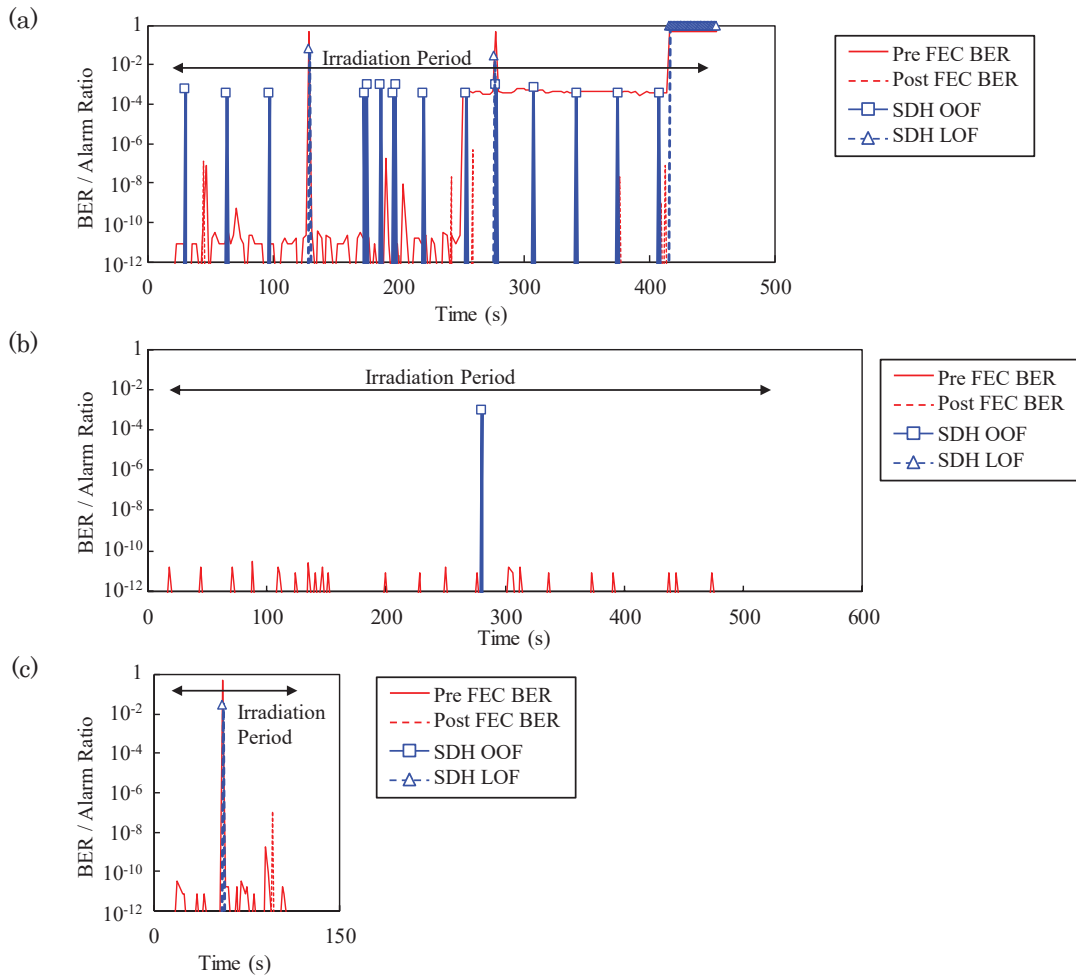 (a)
BER / Alarm Ratio
1
10-2
10-4
10-6
10-8
10-10
10-12
Irradiation Period
0 100 200 300 400 500
Time (s)
Pre FEC BER
Post FEC BER
SDH OOF
SDH LOF
(b)
BER / Alarm Ratio
1
10-2
10-4
10-6
10-8
10-10
10-12
Irradiation Period
0 100 200 300 400 500 600
Time (s)
Pre FEC BER
Post FEC BER
SDH OOF
SDH LOF
(c)
BER / Alarm Ratio
1
10-2
10-4
10-6
10-8
10-10
10-12
Irradiation
Period
0 150
Time (s)
Pre FEC BER
Post FEC BER
SDH OOF
SDH LOF